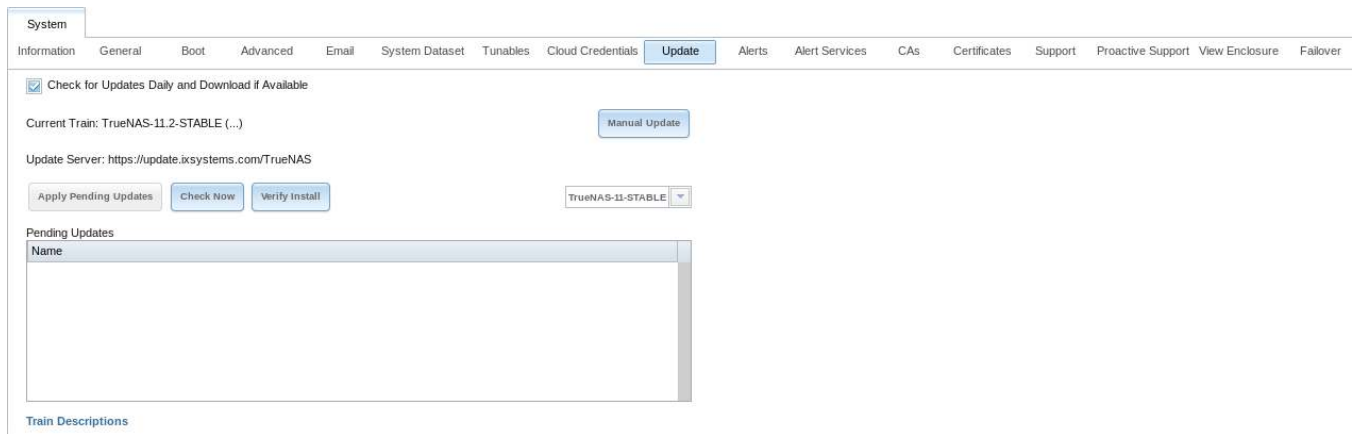 System
Information General Boot Advanced Email System Dataset Tunables Cloud Credentials Update Alerts Alert Services CAs Certificates Support Proactive Support View Enclosure Failover
Check for Updates Daily and Download if Available
Current Train: TrueNAS-11.2-STABLE (...) Manual Update
Update Server: https://update.ixsystems.com/TrueNAS
Apply Pending Updates Check Now Verify Install TrueNAS-11-STABLE
Pending Updates
Name
Train Descriptions